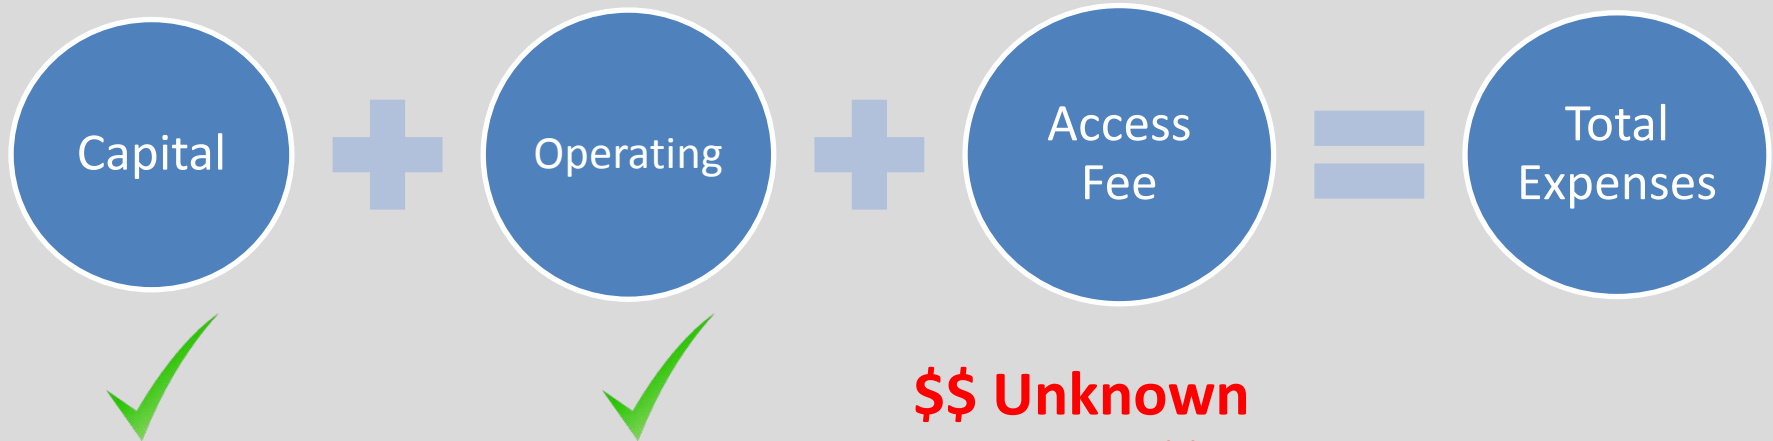 Capital
Operating
Access
Fee
Total
Expenses
$$ Unknown